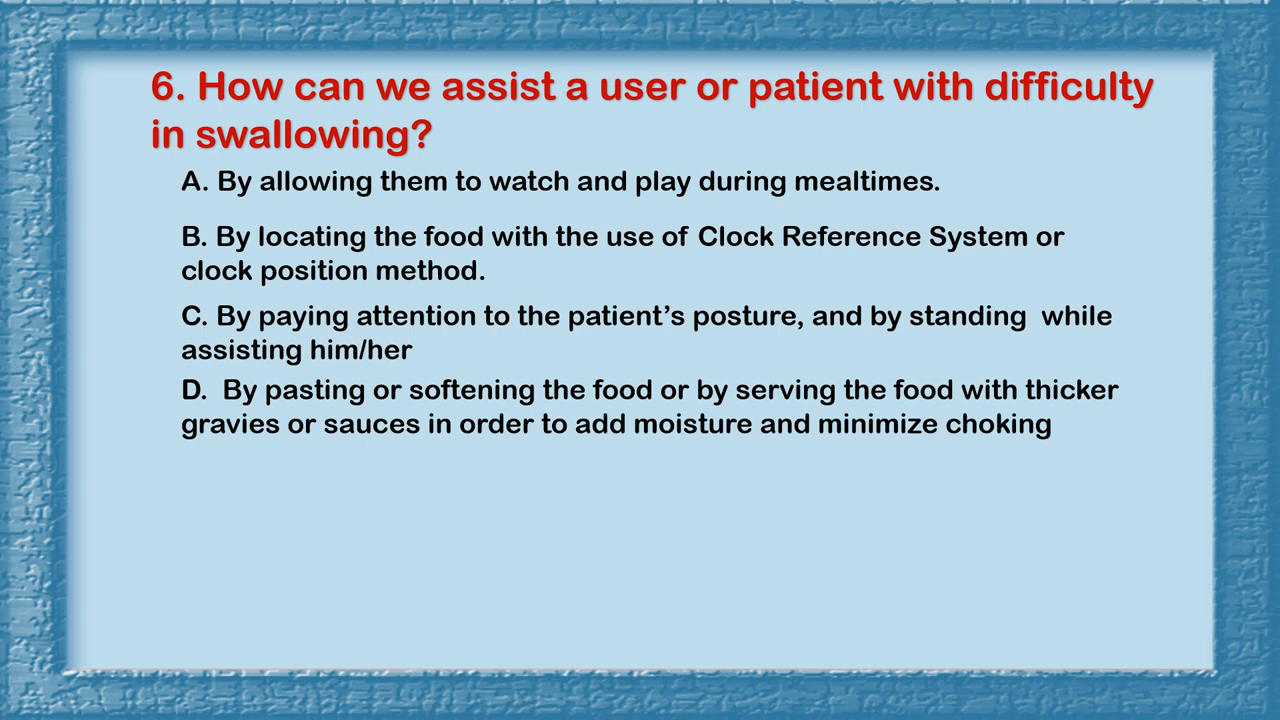 6. How can we assist a user or patient with difficulty
in swallowing?
A. By allowing them to watch and play during mealtimes.
B. By locating the food with the use of Clock Reference System or
clock position method.
C. By paying attention to the patient’s posture, and by standing  while
assisting him/her
D.  By pasting or softening the food or by serving the food with thicker
gravies or sauces in order to add moisture and minimize choking